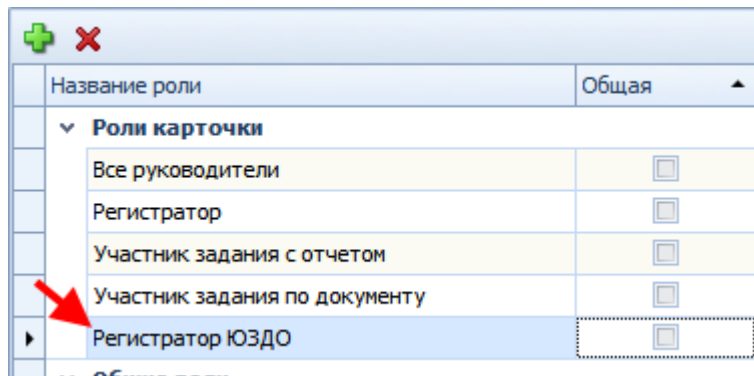 Название роли Общая
Роли карточки
Все руководители
Регистратор
Участник задания с отчетом
Участник задания по документу
Регистратор ЮЗДО